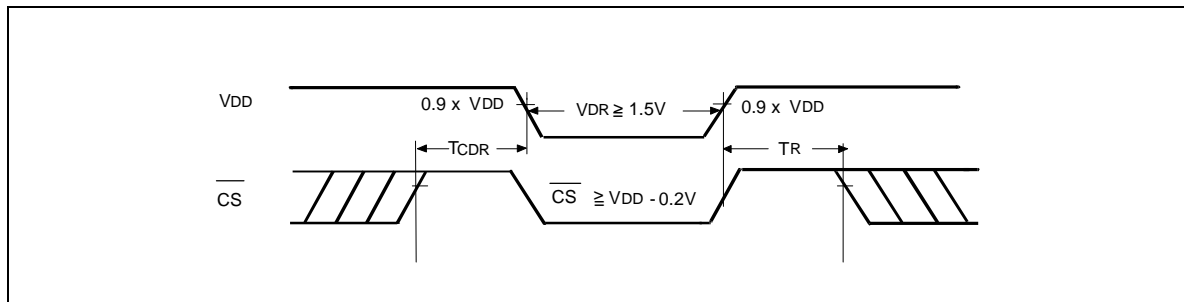 VDD
0.9 x VDD
VDR ≧ 1.5V
0.9 x VDD
TCDR
TR
CS
CS ≧ VDD - 0.2V